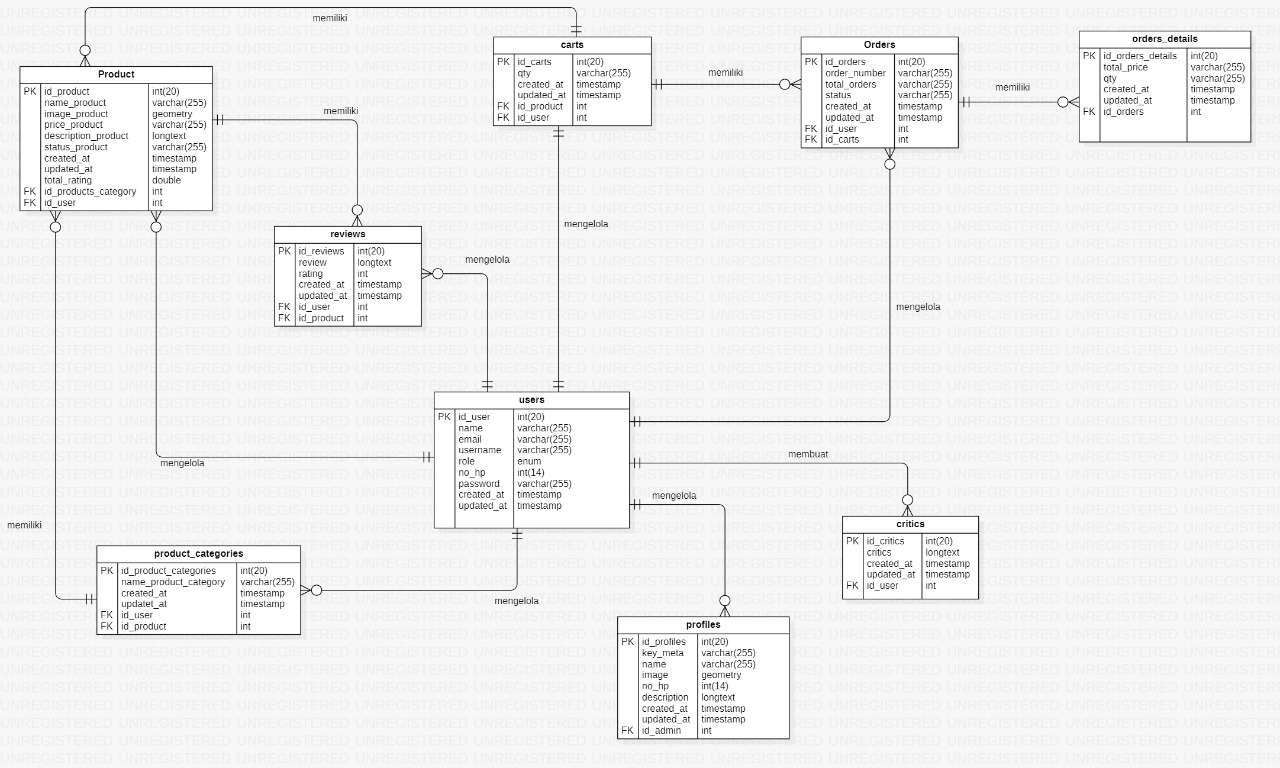 memiliki
Product
PK id_product int(20)
name_product varchar(255)
image_product geometry
price_product varchar(255)
description_product longtext
status_product varchar(255)
created_at timestamp
updated_at timestamp
total_rating double
FK id_products_category int
FK id_user int
carts
PK id_carts int(20)
qty varchar(255)
created_at timestamp
updated_at timestamp
FK id_product int
FK id_user int
memiliki
Orders
PK id_orders int(20)
order_number varchar(255)
total_orders varchar(255)
status varchar(255)
created_at timestamp
updated_at timestamp
FK id_user int
FK id_carts int
memiliki
orders_details
PK id_orders_details int(20)
total_price varchar(255)
qty varchar(255)
created_at timestamp
updated_at timestamp
FK id_orders int
memiliki
reviews
PK id_reviews int(20)
review longtext
rating int
created_at timestamp
updated_at timestamp
FK id_user int
FK id_product int
mengelola
mengelola
mengelola
users
PK id_user int(20)
name varchar(255)
email varchar(255)
username varchar(255)
role enum
no_hp int(14)
password varchar(255)
created_at timestamp
updated_at timestamp
mengelola
membuat
mengelola
critics
PK id_critics int(20)
critics longtext
created_at timestamp
updated_at timestamp
FK id_user int
memiliki
product_categories
PK id_product_categories int(20)
name_product_category varchar(255)
created_at timestamp
updatet_at timestamp
FK id_user int
FK id_product int
mengelola
profiles
PK id_profiles int(20)
key_meta varchar(255)
name varchar(255)
image geometry
no_hp int(14)
description longtext
created_at timestamp
updated_at timestamp
FK id_admin int